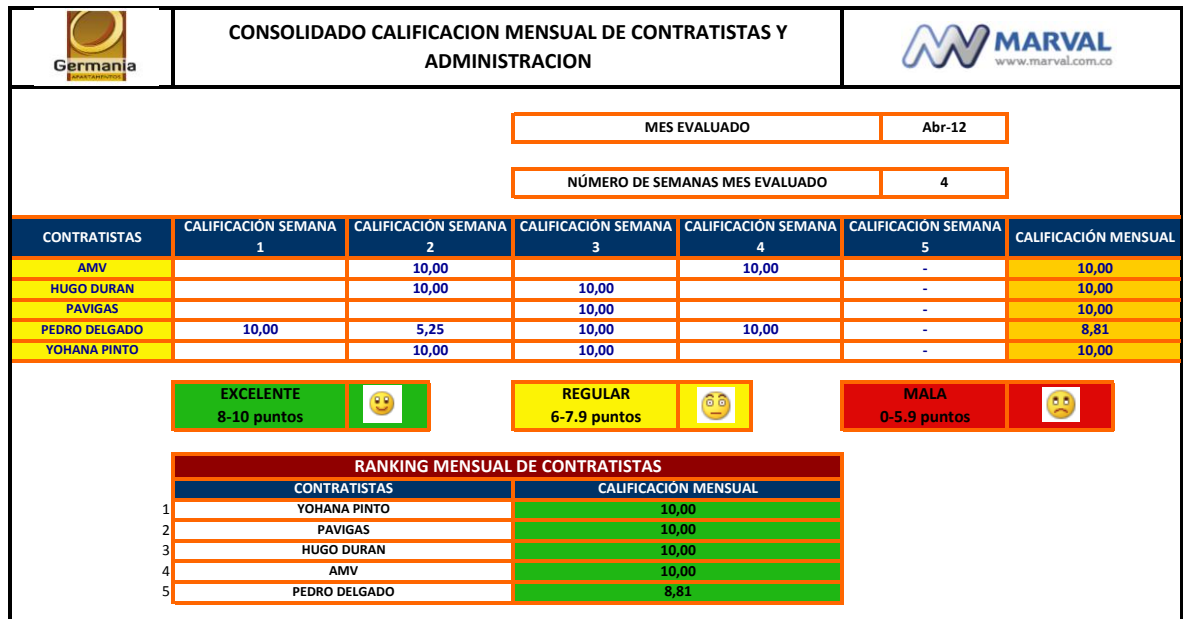 Germania
APARTAMENTOS
CONSOLIDADO CALIFICACION MENSUAL DE CONTRATISTAS Y
ADMINISTRACION
MARVAL
www.marval.com.co
MES EVALUADO Abr-12
NÚMERO DE SEMANAS MES EVALUADO 4
CONTRATISTAS CALIFICACIÓN SEMANA 1 CALIFICACIÓN SEMANA 2 CALIFICACIÓN SEMANA 3 CALIFICACIÓN SEMANA 4 CALIFICACIÓN SEMANA 5 CALIFICACIÓN MENSUAL
AMV 10,00 10,00 - 10,00
HUGO DURAN 10,00 10,00 - 10,00
PAVIGAS 10,00 - 10,00
PEDRO DELGADO 10,00 5,25 10,00 10,00 - 8,81
YOHANA PINTO 10,00 10,00 - 10,00
EXCELENTE
8-10 puntos
REGULAR
6-7.9 puntos
MALA
0-5.9 puntos
RANKING MENSUAL DE CONTRATISTAS
CONTRATISTAS CALIFICACIÓN MENSUAL
1 YOHANA PINTO 10,00
2 PAVIGAS 10,00
3 HUGO DURAN 10,00
4 AMV 10,00
5 PEDRO DELGADO 8,81